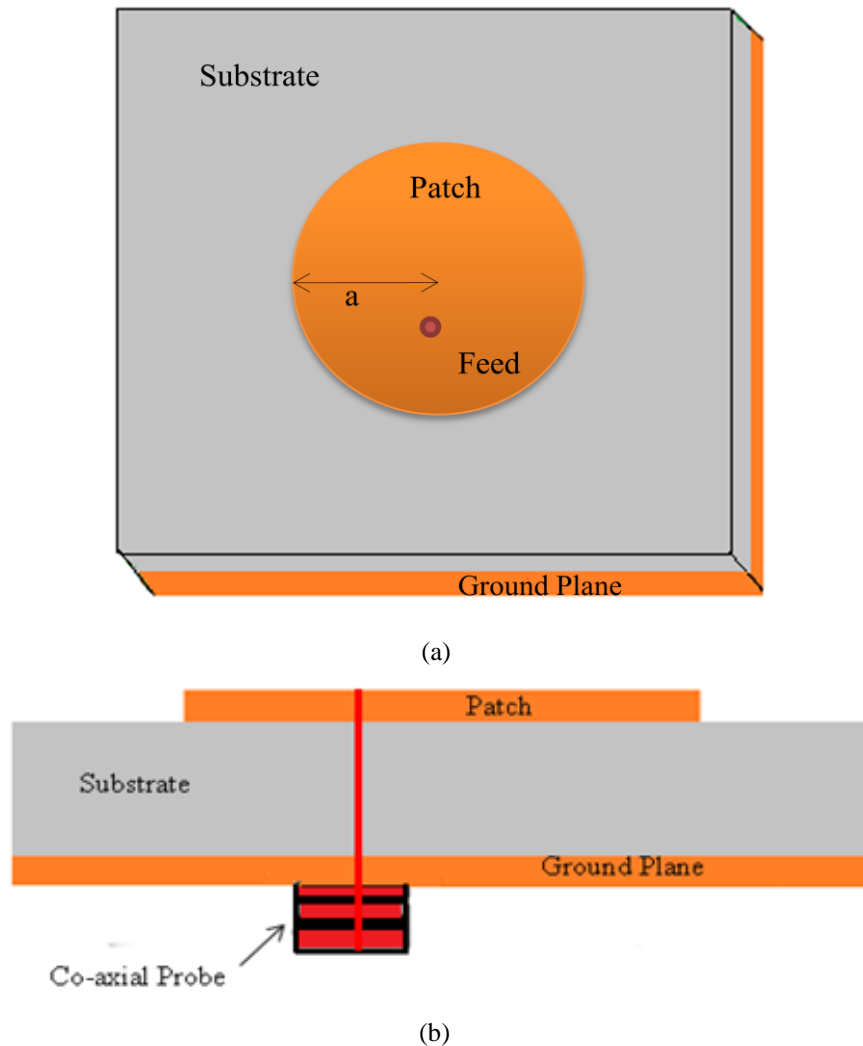 Substrate
Patch
a
Feed
Ground Plane
(a)
Patch
Substrate
Ground Plane
Co-axial Probe
(b)